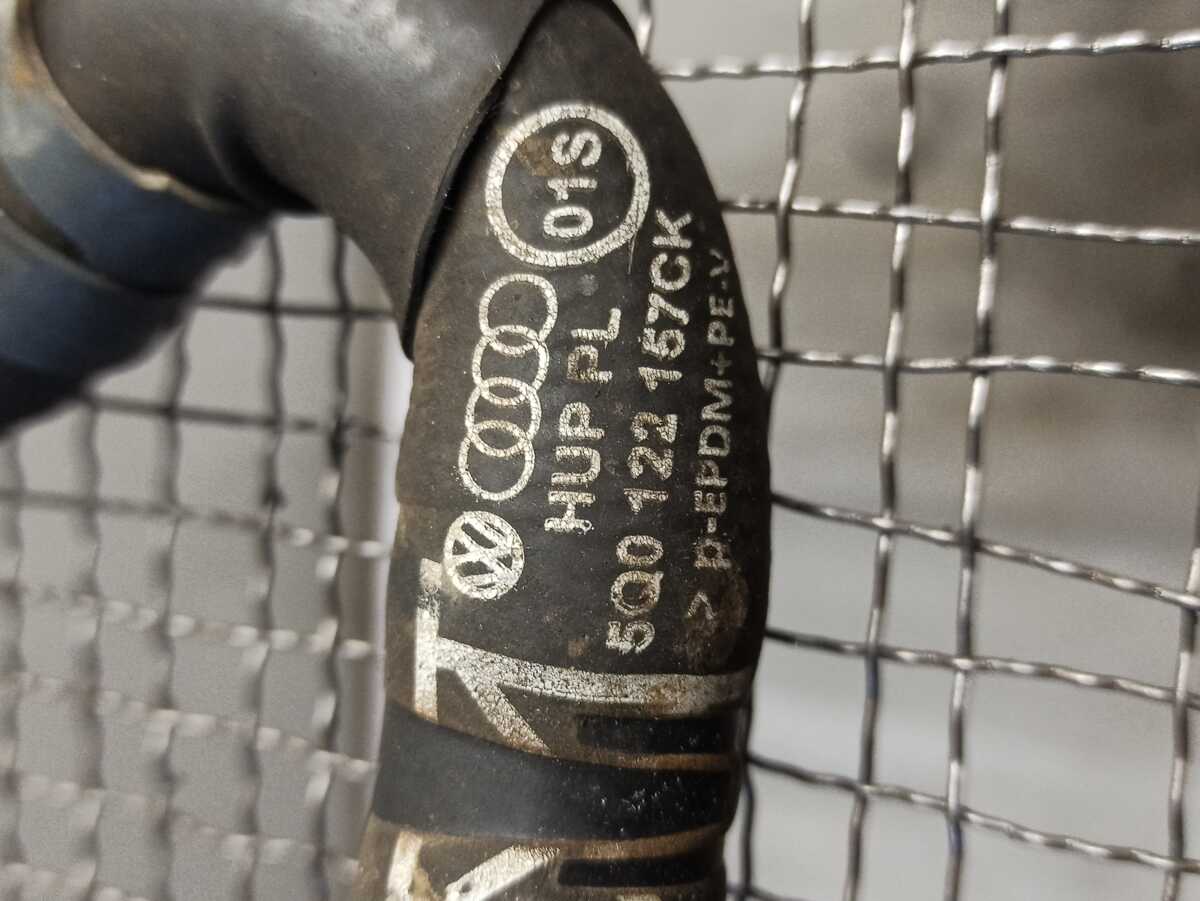 01S
HUP PL
5Q0 122 157CK
>P-EPDM+PE-V